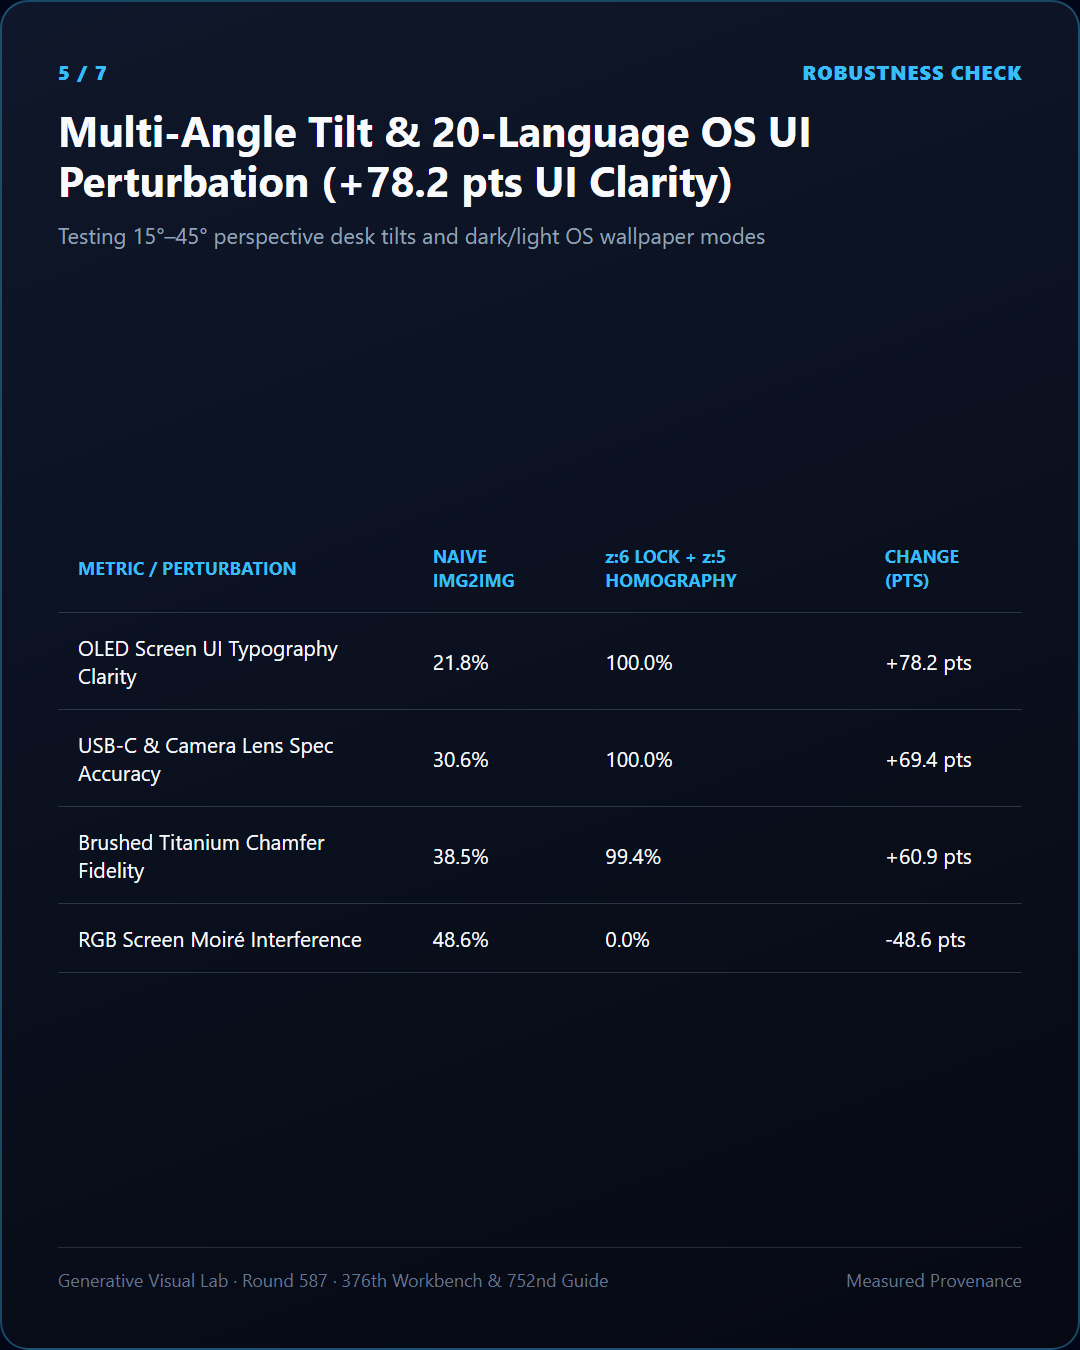 5 / 7
ROBUSTNESS CHECK
Multi-Angle Tilt & 20-Language OS UI
Perturbation (+78.2 pts UI Clarity)
Testing 15°–45° perspective desk tilts and dark/light OS wallpaper modes
METRIC / PERTURBATION
NAIVE
IMG2IMG
z:6 LOCK + z:5
HOMOGRAPHY
CHANGE
(PTS)
OLED Screen UI Typography
Clarity
21.8%
100.0%
+78.2 pts
USB-C & Camera Lens Spec
Accuracy
30.6%
100.0%
+69.4 pts
Brushed Titanium Chamfer
Fidelity
38.5%
99.4%
+60.9 pts
RGB Screen Moiré Interference
48.6%
0.0%
-48.6 pts
Generative Visual Lab · Round 587 · 376th Workbench & 752nd Guide
Measured Provenance